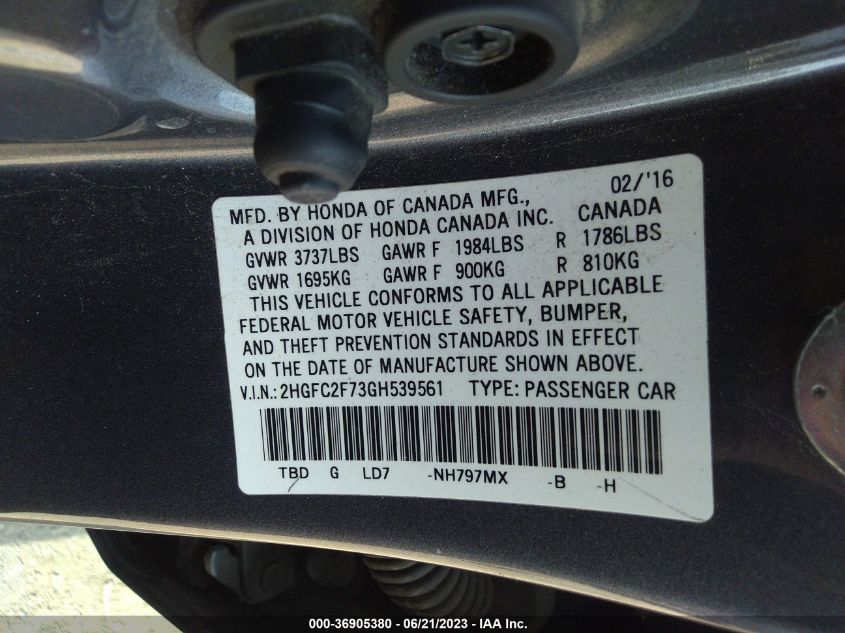 02/'16
MFD. BY HONDA OF CANADA MFG.,
A DIVISION OF HONDA CANADA INC. CANADA
GVWR 3737LBS GAWR F 1984LBS R 1786LBS
GVWR 1695KG GAWR F 900KG R 810KG
THIS VEHICLE CONFORMS TO ALL APPLICABLE
FEDERAL MOTOR VEHICLE SAFETY, BUMPER,
AND THEFT PREVENTION STANDARDS IN EFFECT
ON THE DATE OF MANUFACTURE SHOWN ABOVE.
V.I.N.: 2HGFC2F73GH539561 TYPE: PASSENGER CAR
TBD G LD7 -NH797MX -B -H
000-36905380 - 06/21/2023 - IAA Inc.